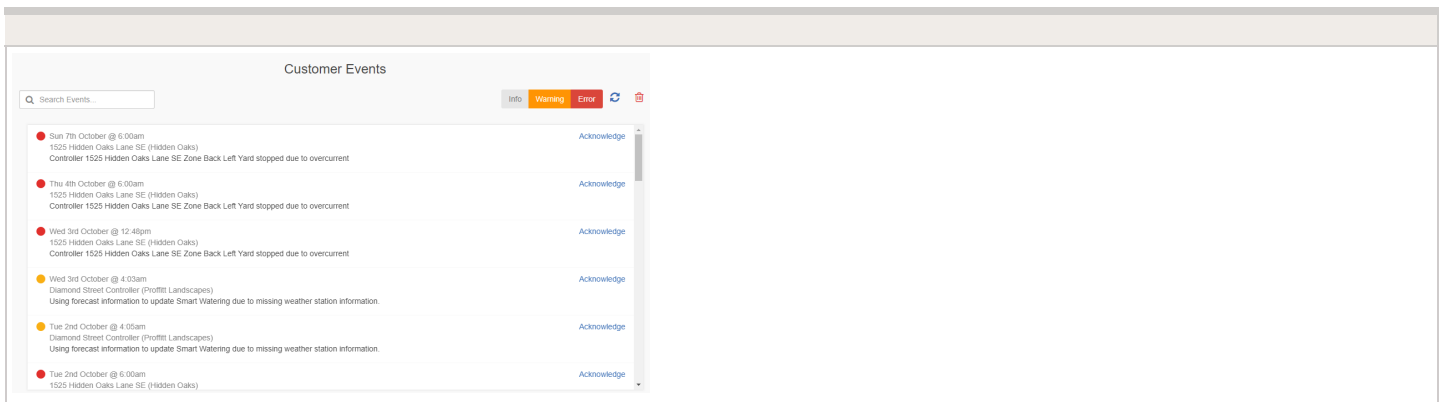 Customer Events
Search Events...
Info Warning Error
Sun 7th October @ 6:00am Acknowledge
1525 Hidden Oaks Lane SE (Hidden Oaks)
Controller 1525 Hidden Oaks Lane SE Zone Back Left Yard stopped due to overcurrent
Thu 4th October @ 6:00am Acknowledge
1525 Hidden Oaks Lane SE (Hidden Oaks)
Controller 1525 Hidden Oaks Lane SE Zone Back Left Yard stopped due to overcurrent
Wed 3rd October @ 12:48pm Acknowledge
1525 Hidden Oaks Lane SE (Hidden Oaks)
Controller 1525 Hidden Oaks Lane SE Zone Back Left Yard stopped due to overcurrent
Wed 3rd October @ 4:03am Acknowledge
Diamond Street Controller (Proffitt Landscapes)
Using forecast information to update Smart Watering due to missing weather station information.
Tue 2nd October @ 4:05am Acknowledge
Diamond Street Controller (Proffitt Landscapes)
Using forecast information to update Smart Watering due to missing weather station information.
Tue 2nd October @ 6:00am Acknowledge
1525 Hidden Oaks Lane SE (Hidden Oaks)